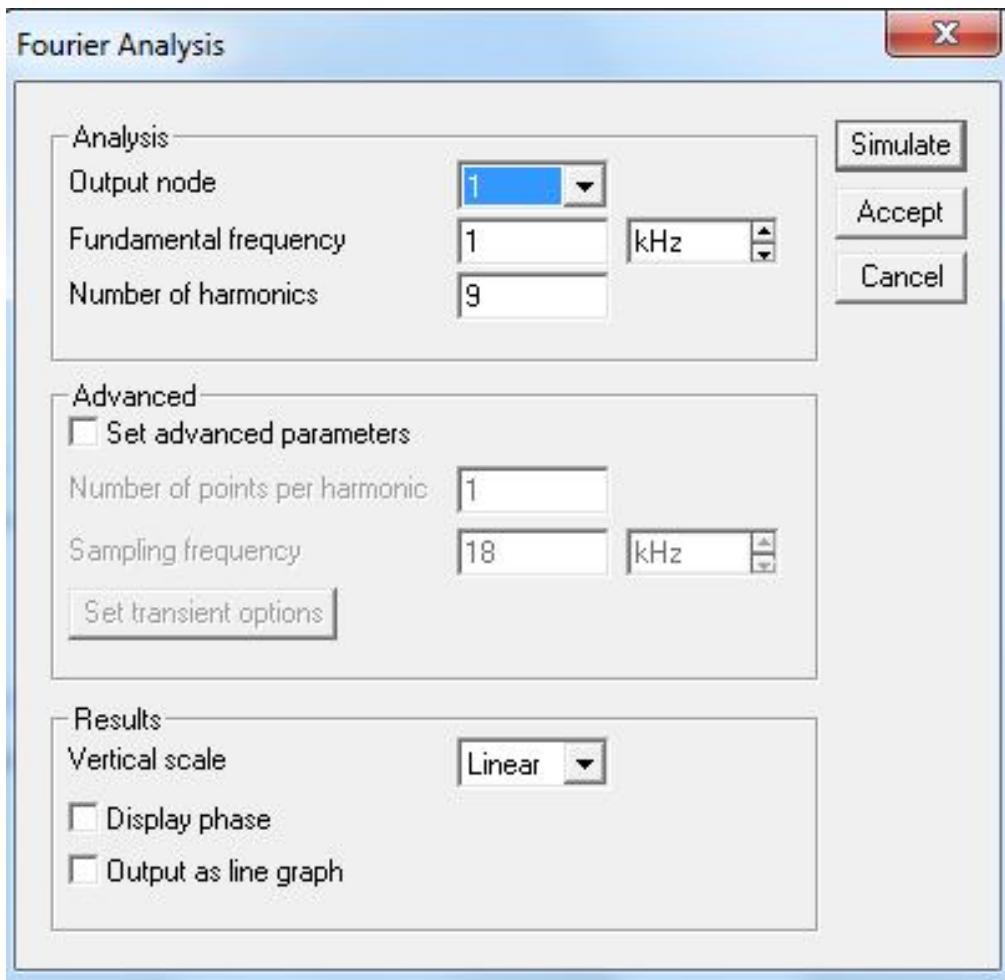 Fourier Analysis
Analysis
Output node 1
Fundamental frequency 1 kHz
Number of harmonics 9
Simulate
Accept
Cancel
Advanced
Set advanced parameters
Number of points per harmonic 1
Sampling frequency 18 kHz
Set transient options
Results
Vertical scale Linear
Display phase
Output as line graph